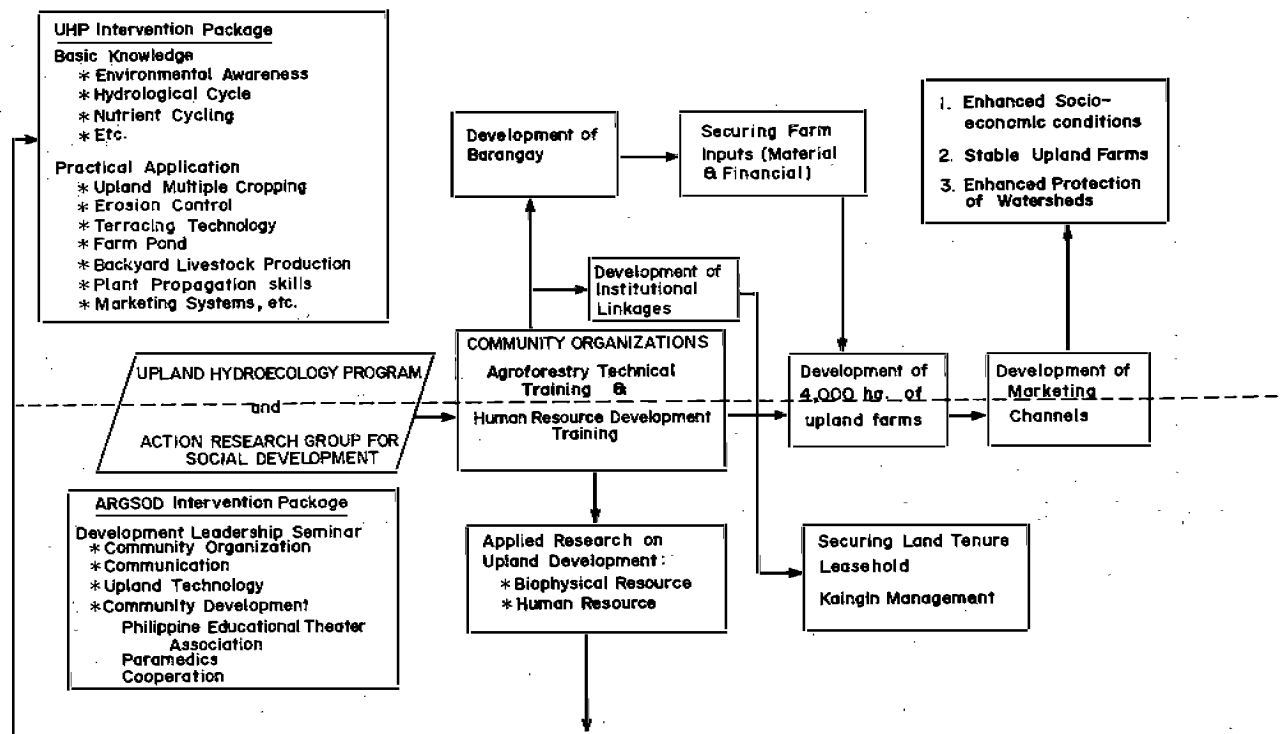 UHP Intervention Package
Basic Knowledge
* Environmental Awareness
* Hydrological Cycle
* Nutrient Cycling
* Etc.
Practical Application
* Upland Multiple Cropping
* Erosion Control
* Terracing Technology
* Farm Pond
* Backyard Livestock Production
* Plant Propagation skills
* Marketing Systems, etc.
Development of
Barangay
Securing Farm
Inputs (Material
& Financial)
1. Enhanced Socio-
economic conditions
2. Stable Upland Farms
3. Enhanced Protection
of Watersheds
Development of
Institutional
Linkages
UPLAND HYDROECOLOGY PROGRAM
and
ACTION RESEARCH GROUP FOR
SOCIAL DEVELOPMENT
COMMUNITY ORGANIZATIONS
Agroforestry Technical
Training &
Human Resource Development
Training
Development of
4,000 ha. of
upland farms
Development of
Marketing
Channels
ARGSOD Intervention Package
Development Leadership Seminar
* Community Organization
* Communication
* Upland Technology
* Community Development
Philippine Educational Theater
Association
Paramedics
Cooperation
Applied Research on
Upland Development:
* Biophysical Resource
* Human Resource
Securing Land Tenure
Leasehold
Kaingin Management